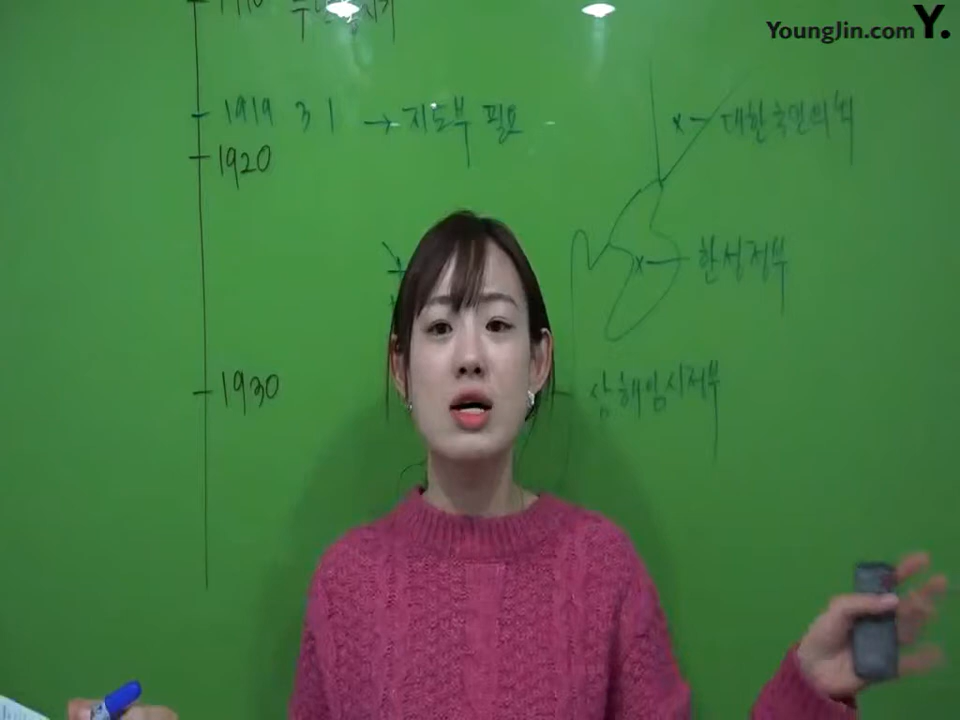 YoungJin.com Y.
1910
1919 3 1 → 지도부 필요
1920
1930
x- 대한국민의회
x- 한성정부
상해임시정부